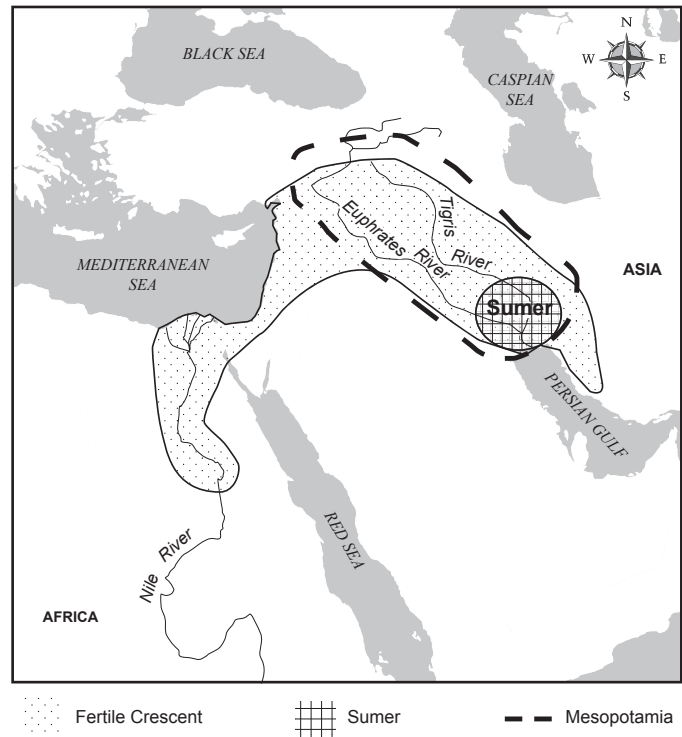 N
W E
S
BLACK SEA
CASPIAN
SEA
Tigris
River
Euphrates
River
MEDITERRANEAN
SEA
ASIA
Sumer
PERSIAN GULF
RED SEA
Nile River
AFRICA
Fertile Crescent
Sumer
Mesopotamia